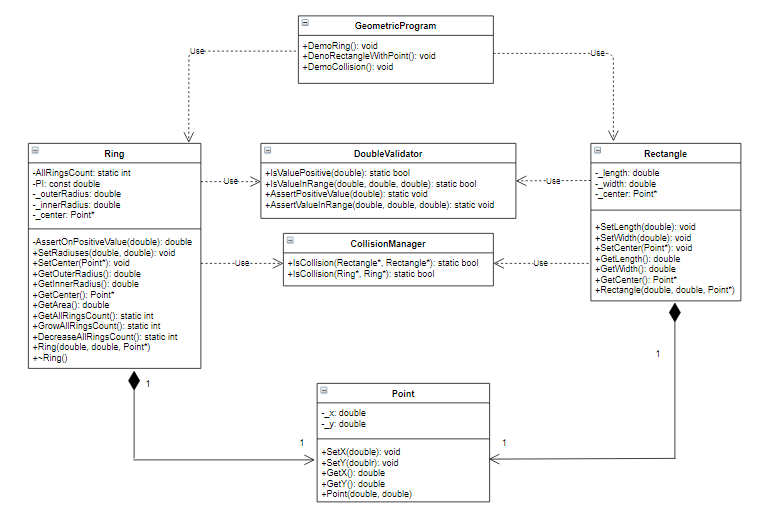 GeometricProgram
+DemoRing(): void
+DenoRectangleWithPoint(): void
+DemoCollision(): void
Use
Use
Ring
-AllRingsCount: static int
-PI: const double
-_outerRadius: double
-_innerRadius: double
-_center: Point*
-AssertOnPositiveValue(double): double
+SetRadiuses(double, double): void
+SetCenter(Point*): void
+GetOuterRadius(): double
+GetInnerRadius(): double
+GetCenter(): Point*
+GetArea(): double
+GetAllRingsCount(): static int
+GrowAllRingsCount(): static int
+DecreaseAllRingsCount(): static int
+Ring(double, double, Point*)
+~Ring()
Use
DoubleValidator
+IsValuePositive(double): static bool
+IsValueInRange(double, double, double): static bool
+AssertPositiveValue(double): static void
+AssertValueInRange(double, double, double): static void
Use
Rectangle
-_length: double
-_width: double
-_center: Point*
+SetLength(double): void
+SetWidth(double): void
+SetCenter(Point*): void
+GetLength(): double
+GetWidth(): double
+GetCenter(): Point*
+Rectangle(double, double, Point*)
Use
CollisionManager
+IsCollision(Rectangle*, Rectangle*): static bool
+IsCollision(Ring*, Ring*): static bool
Use
1
1
Point
-_x: double
-_y: double
+SetX(double): void
+SetY(doublr): void
+GetX(): double
+GetY(): double
+Point(double, double)
1
1